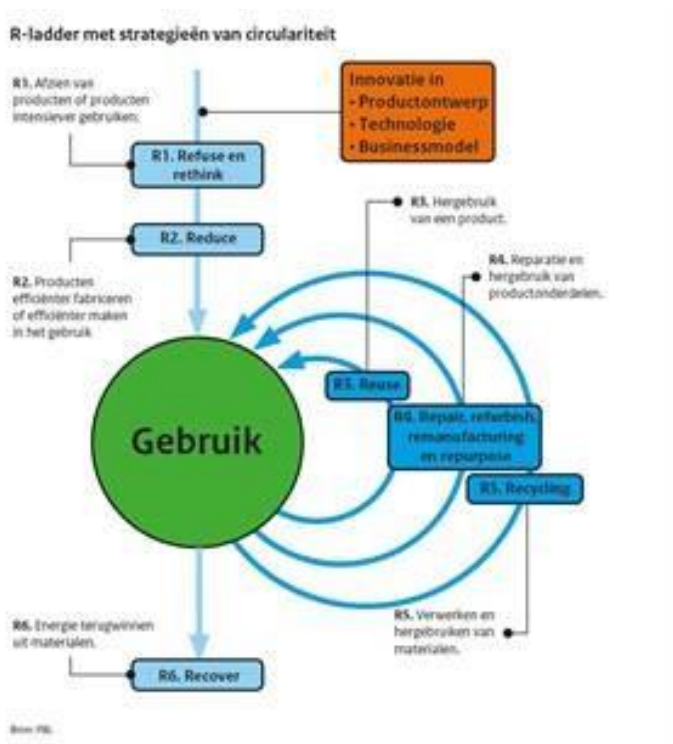 R-ladder met strategieën van circulariteit
R1. Afzien van
producten of producten
intensiever gebruiken.
Innovatie in
• Productontwerp
• Technologie
• Businessmodel
R1. Refuse en
rethink
R3. Hergebruik
van een product.
R2. Reduce
R4. Reparatie en
hergebruik van
productonderdelen.
R2. Producten
efficiënter fabriceren
of efficiënter maken
in het gebruik
R3. Reuse
R4. Repair, refurbish,
remanufacturing
en repurpose
Gebruik
R5. Recycling
R5. Verwerken en
hergebruiken van
materialen.
R6. Energie terugwinnen
uit materialen.
R6. Recover
Bron: PBL